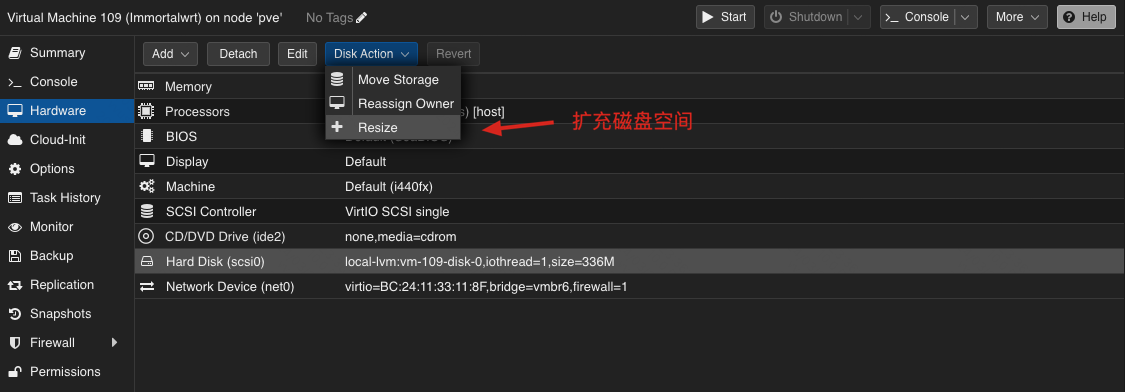 Virtual Machine 109 (Immortalwrt) on node 'pve' No Tags Start Shutdown Console More Help
Summary
Console
Hardware
Cloud-Init
Options
Task History
Monitor
Backup
Replication
Snapshots
Firewall
Permissions
Add Detach Edit Disk Action Revert
Move Storage
Reassign Owner
Resize
扩充磁盘空间
Memory
Processors s) [host]
BIOS Default
Display Default
Machine Default (i440fx)
SCSI Controller VirtIO SCSI single
CD/DVD Drive (ide2) none,media=cdrom
Hard Disk (scsi0) local-lvm:vm-109-disk-0,iothread=1,size=336M
Network Device (net0) virtio=BC:24:11:33:11:8F,bridge=vmbr6,firewall=1